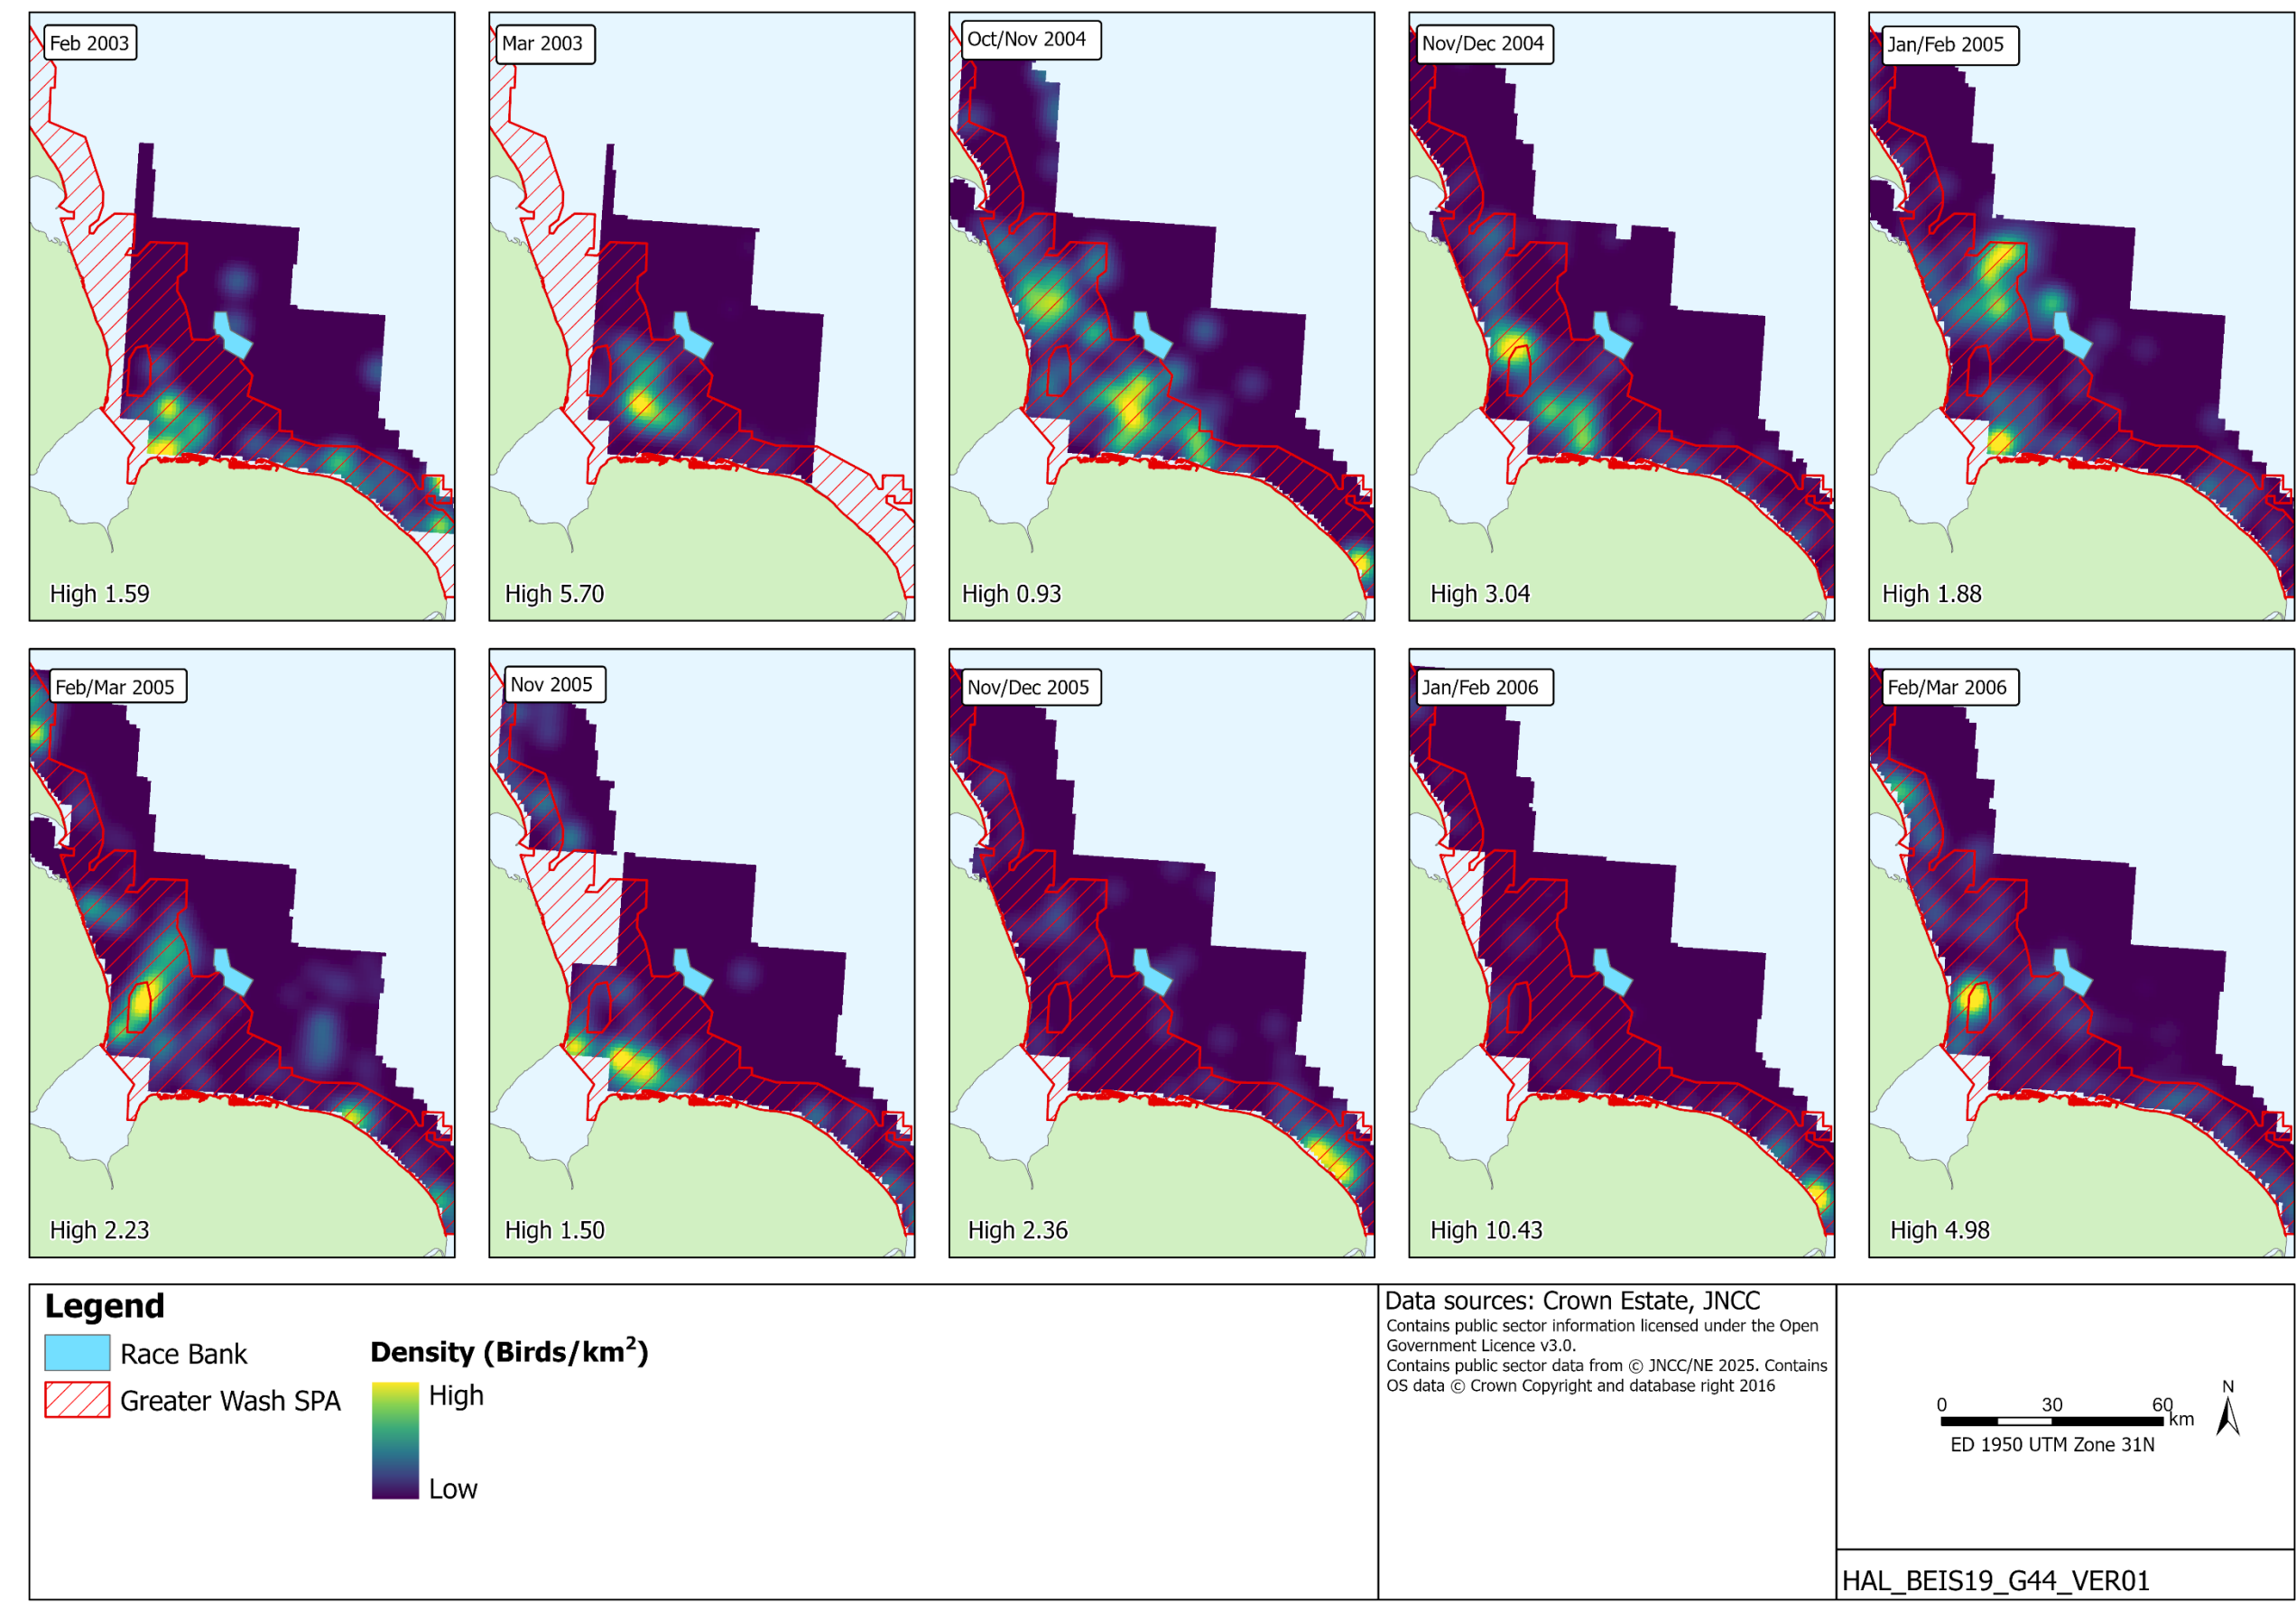 Feb 2003
Mar 2003
Oct/Nov 2004
Nov/Dec 2004
Jan/Feb 2005
High 1.59
High 5.70
High 0.93
High 3.04
High 1.88
Feb/Mar 2005
Nov 2005
Nov/Dec 2005
Jan/Feb 2006
Feb/Mar 2006
High 2.23
High 1.50
High 2.36
High 10.43
High 4.98
Legend
Race Bank
Greater Wash SPA
Density (Birds/km²)
High
Low
Data sources: Crown Estate, JNCC
Contains public sector information licensed under the Open
Government Licence v3.0.
Contains public sector data from © JNCC/NE 2025. Contains
OS data © Crown Copyright and database right 2016
0 30 60 km
ED 1950 UTM Zone 31N
N
HAL_BEIS19_G44_VER01